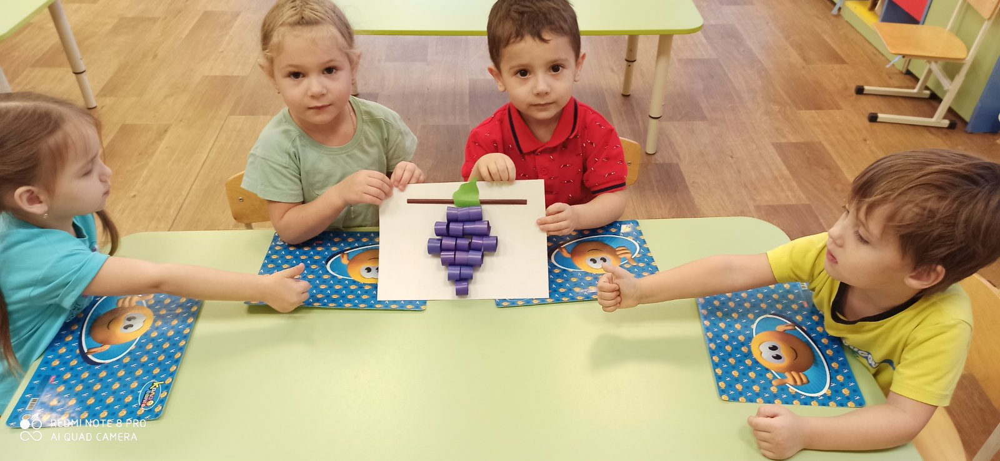 REDMI NOTE 8 PRO
AI QUAD CAMERA